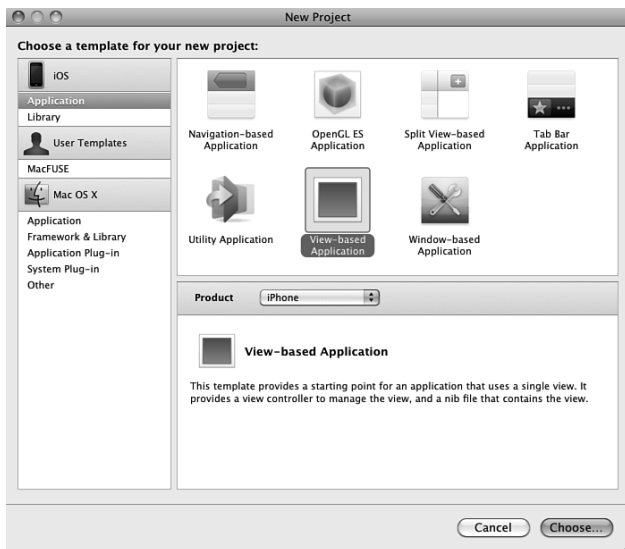 New Project
Choose a template for your new project:
iOS
Application
Library
User Templates
MacFUSE
Mac OS X
Application
Framework & Library
Application Plug-in
System Plug-in
Other
Navigation-based
Application
OpenGL ES
Application
Split View-based
Application
Tab Bar
Application
Utility Application
View-based
Application
Window-based
Application
Product
iPhone
View-based Application
This template provides a starting point for an application that uses a single view. It
provides a view controller to manage the view, and a nib file that contains the view.
Cancel
Choose...